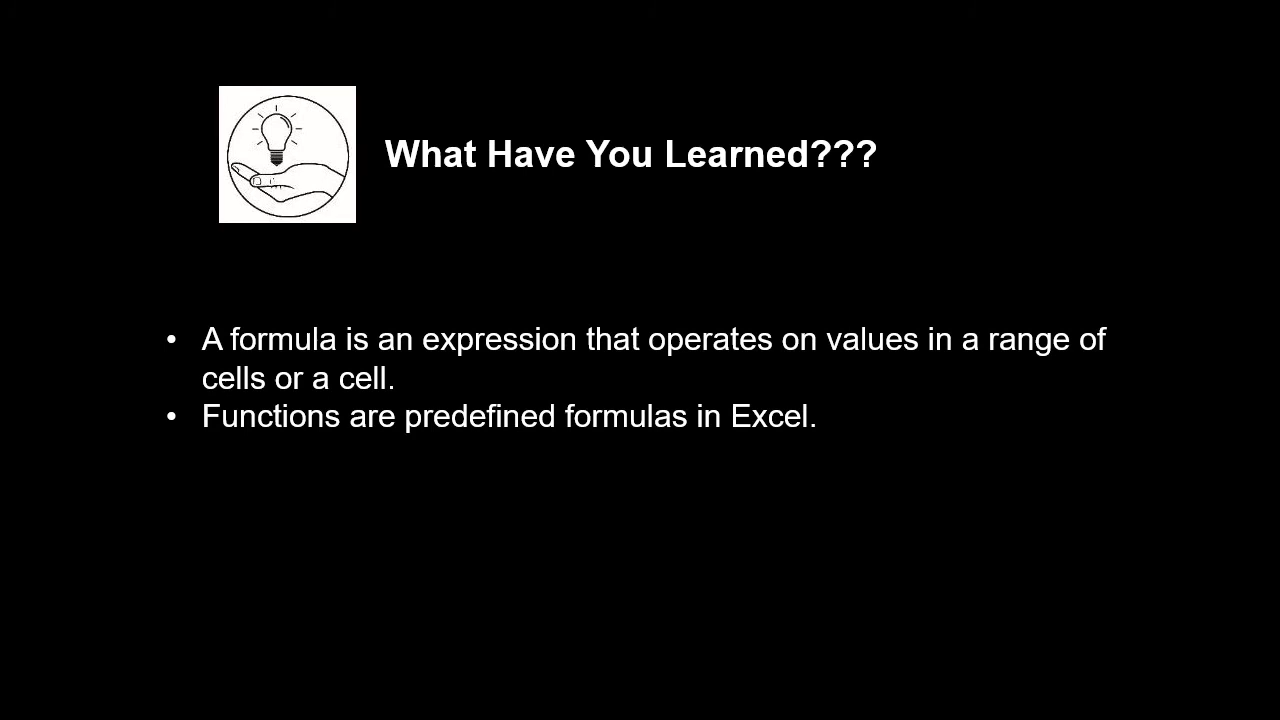 What Have You Learned???
• A formula is an expression that operates on values in a range of
cells or a cell.
• Functions are predefined formulas in Excel.